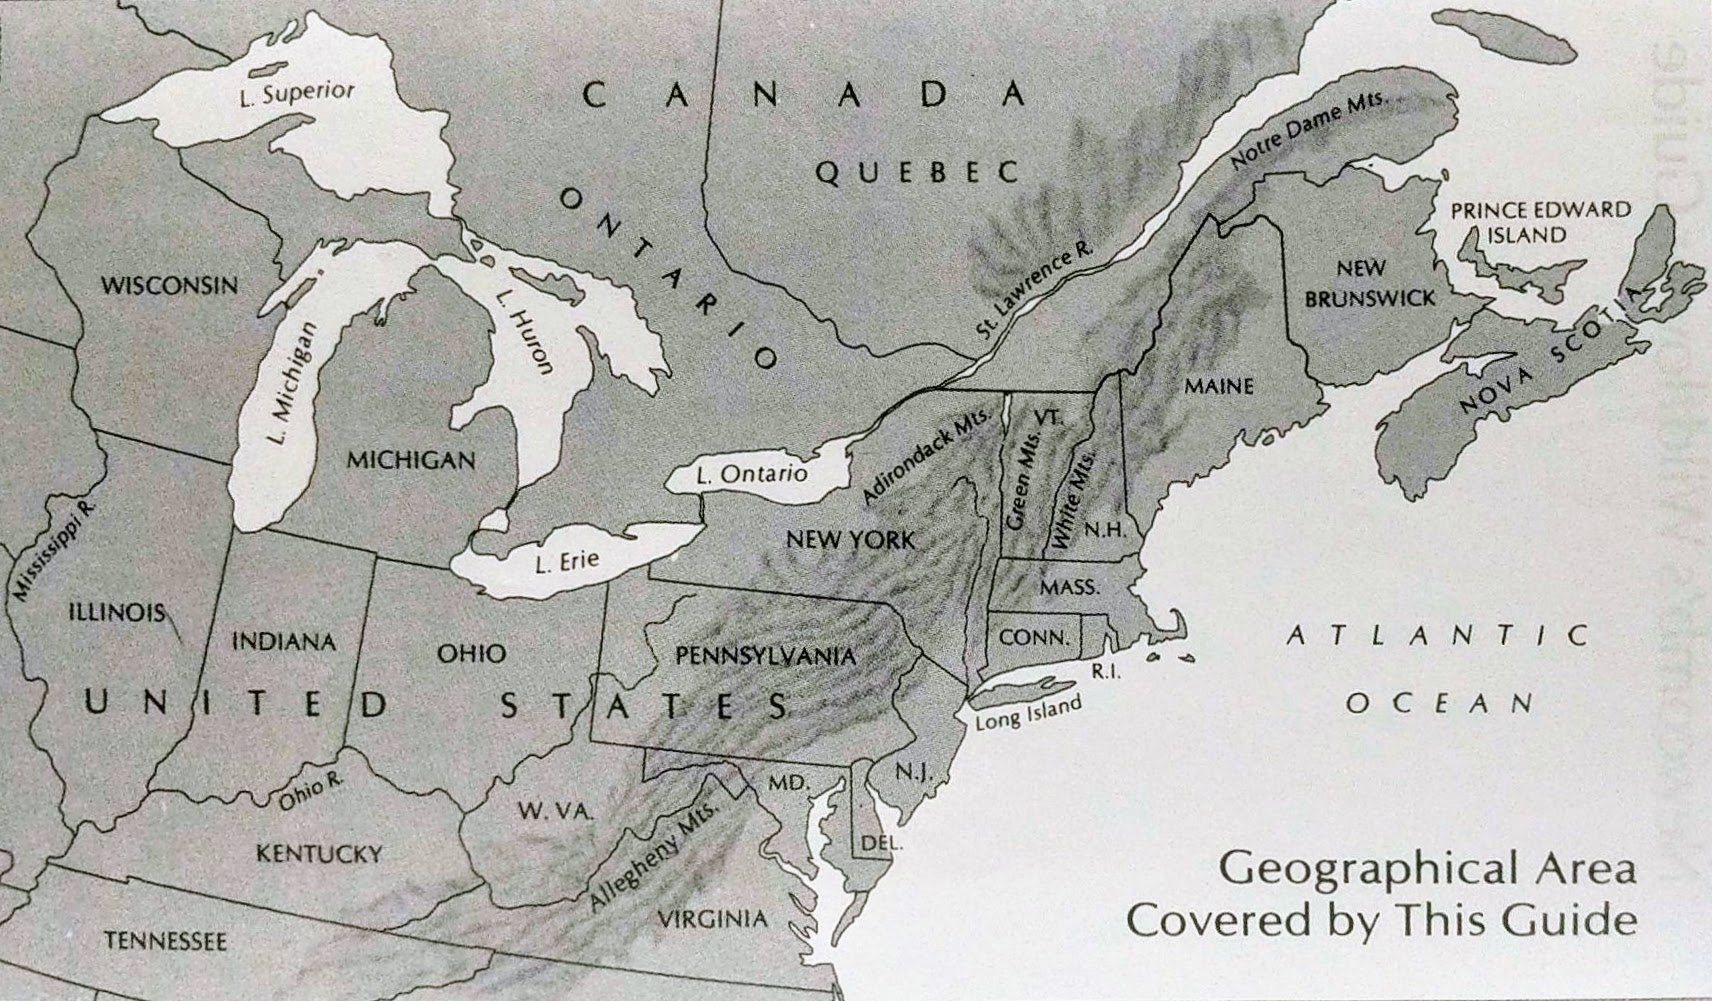 CANADA
L. Superior
QUEBEC
ONTARIO
Notre Dame Mts.
PRINCE EDWARD
ISLAND
St. Lawrence R.
NEW
BRUNSWICK
NOVA SCOTIA
WISCONSIN
L. Michigan
L. Huron
MAINE
MICHIGAN
L. Ontario
Adirondack Mts.
VT.
Green Mts.
White Mts.
N.H.
Mississippi R.
NEW YORK
L. Erie
MASS.
ILLINOIS
INDIANA
OHIO
PENNSYLVANIA
CONN.
R.I.
ATLANTIC
OCEAN
UNITED STATES
Long Island
Ohio R.
W. VA.
MD.
N.J.
DEL.
KENTUCKY
Allegheny Mts.
VIRGINIA
TENNESSEE
Geographical Area
Covered by This Guide